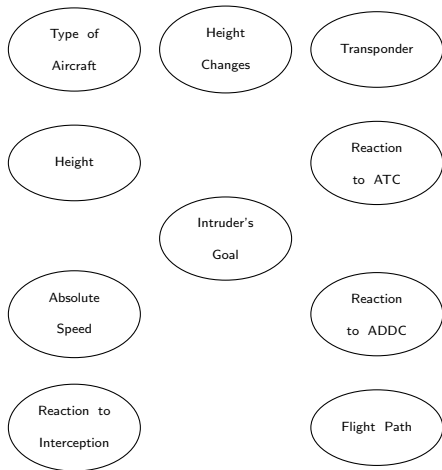 Type of
Aircraft
Height
Changes
Transponder
Height
Reaction
to ATC
Intruder's
Goal
Absolute
Speed
Reaction
to ADDC
Reaction to
Interception
Flight Path